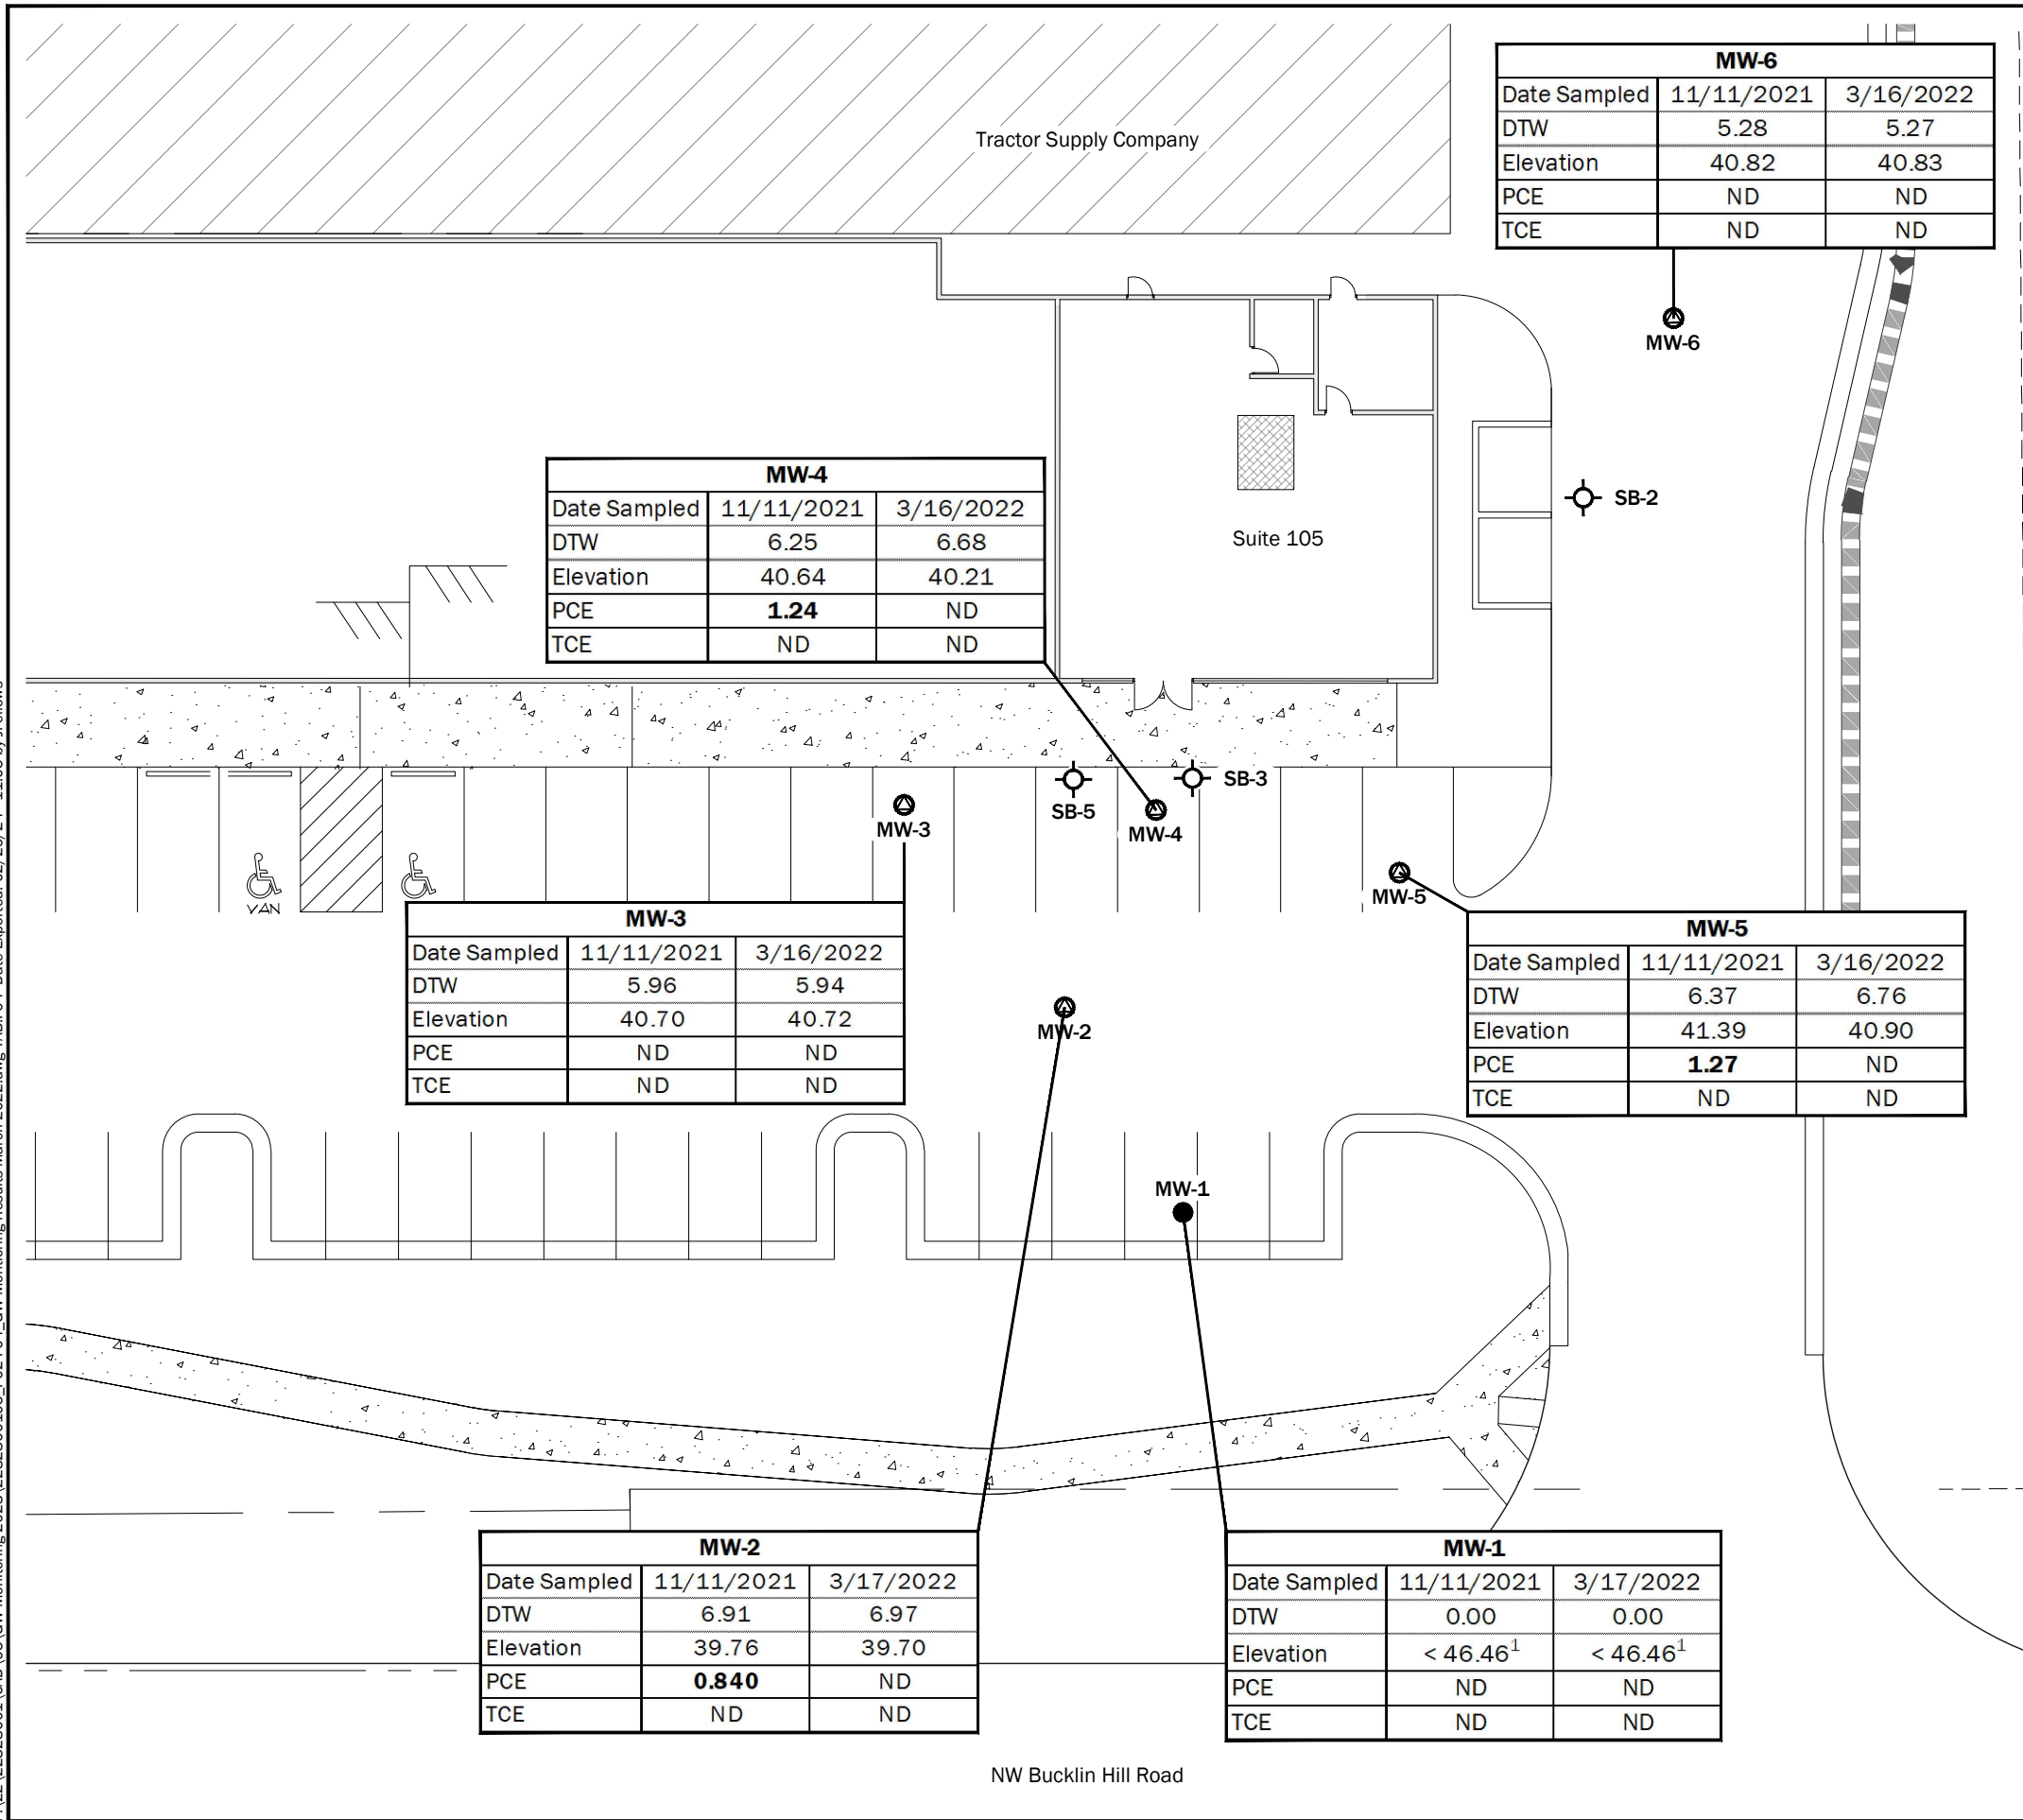 Tractor Supply Company
MW-6
Date Sampled 11/11/2021 3/16/2022
DTW 5.28 5.27
Elevation 40.82 40.83
PCE ND ND
TCE ND ND
MW-6
MW-4
Date Sampled 11/11/2021 3/16/2022
DTW 6.25 6.68
Elevation 40.64 40.21
PCE 1.24 ND
TCE ND ND
Suite 105
SB-2
SB-3
SB-5
MW-4
MW-3
VAN
MW-5
MW-3
Date Sampled 11/11/2021 3/16/2022
DTW 5.96 5.94
Elevation 40.70 40.72
PCE ND ND
TCE ND ND
MW-2
MW-5
Date Sampled 11/11/2021 3/16/2022
DTW 6.37 6.76
Elevation 41.39 40.90
PCE 1.27 ND
TCE ND ND
MW-1
MW-2
Date Sampled 11/11/2021 3/17/2022
DTW 6.91 6.97
Elevation 39.76 39.70
PCE 0.840 ND
TCE ND ND
MW-1
Date Sampled 11/11/2021 3/17/2022
DTW 0.00 0.00
Elevation < 46.46¹ < 46.46¹
PCE ND ND
TCE ND ND
NW Bucklin Hill Road